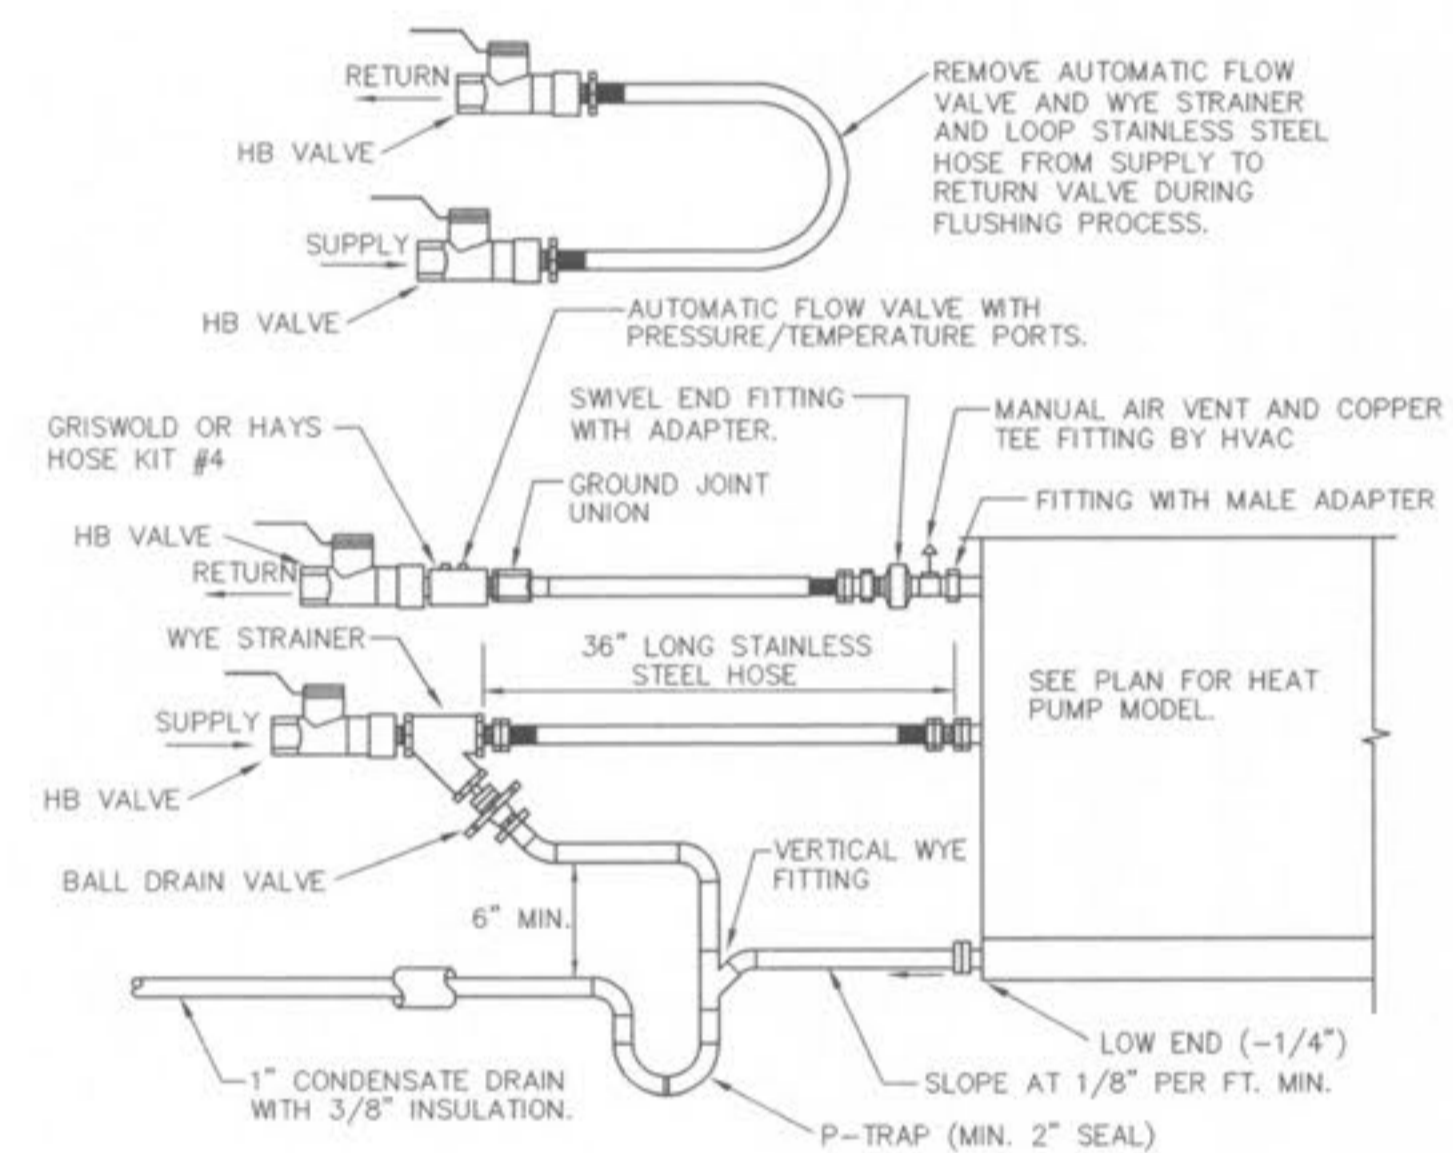 RETURN
HB VALVE
REMOVE AUTOMATIC FLOW
VALVE AND WYE STRAINER
AND LOOP STAINLESS STEEL
HOSE FROM SUPPLY TO
RETURN VALVE DURING
FLUSHING PROCESS.
SUPPLY
HB VALVE
AUTOMATIC FLOW VALVE WITH
PRESSURE/TEMPERATURE PORTS.
GRISWOLD OR HAYS
HOSE KIT #4
SWIVEL END FITTING
WITH ADAPTER.
MANUAL AIR VENT AND COPPER
TEE FITTING BY HVAC
GROUND JOINT
UNION
FITTING WITH MALE ADAPTER
HB VALVE
RETURN
WYE STRAINER
36" LONG STAINLESS
STEEL HOSE
SEE PLAN FOR HEAT
PUMP MODEL.
SUPPLY
HB VALVE
BALL DRAIN VALVE
VERTICAL WYE
FITTING
6" MIN.
LOW END (-1/4")
1" CONDENSATE DRAIN
WITH 3/8" INSULATION.
SLOPE AT 1/8" PER FT. MIN.
P-TRAP (MIN. 2" SEAL)